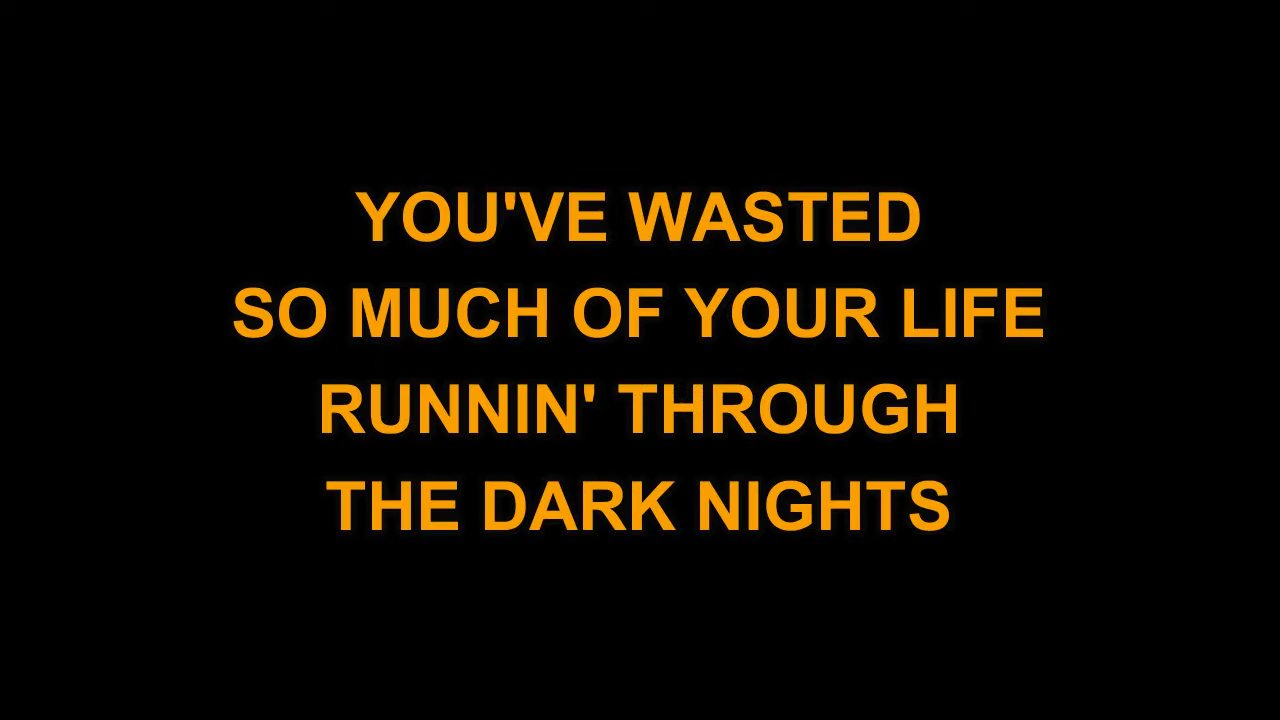 YOU'VE WASTED
SO MUCH OF YOUR LIFE
RUNNIN' THROUGH
THE DARK NIGHTS